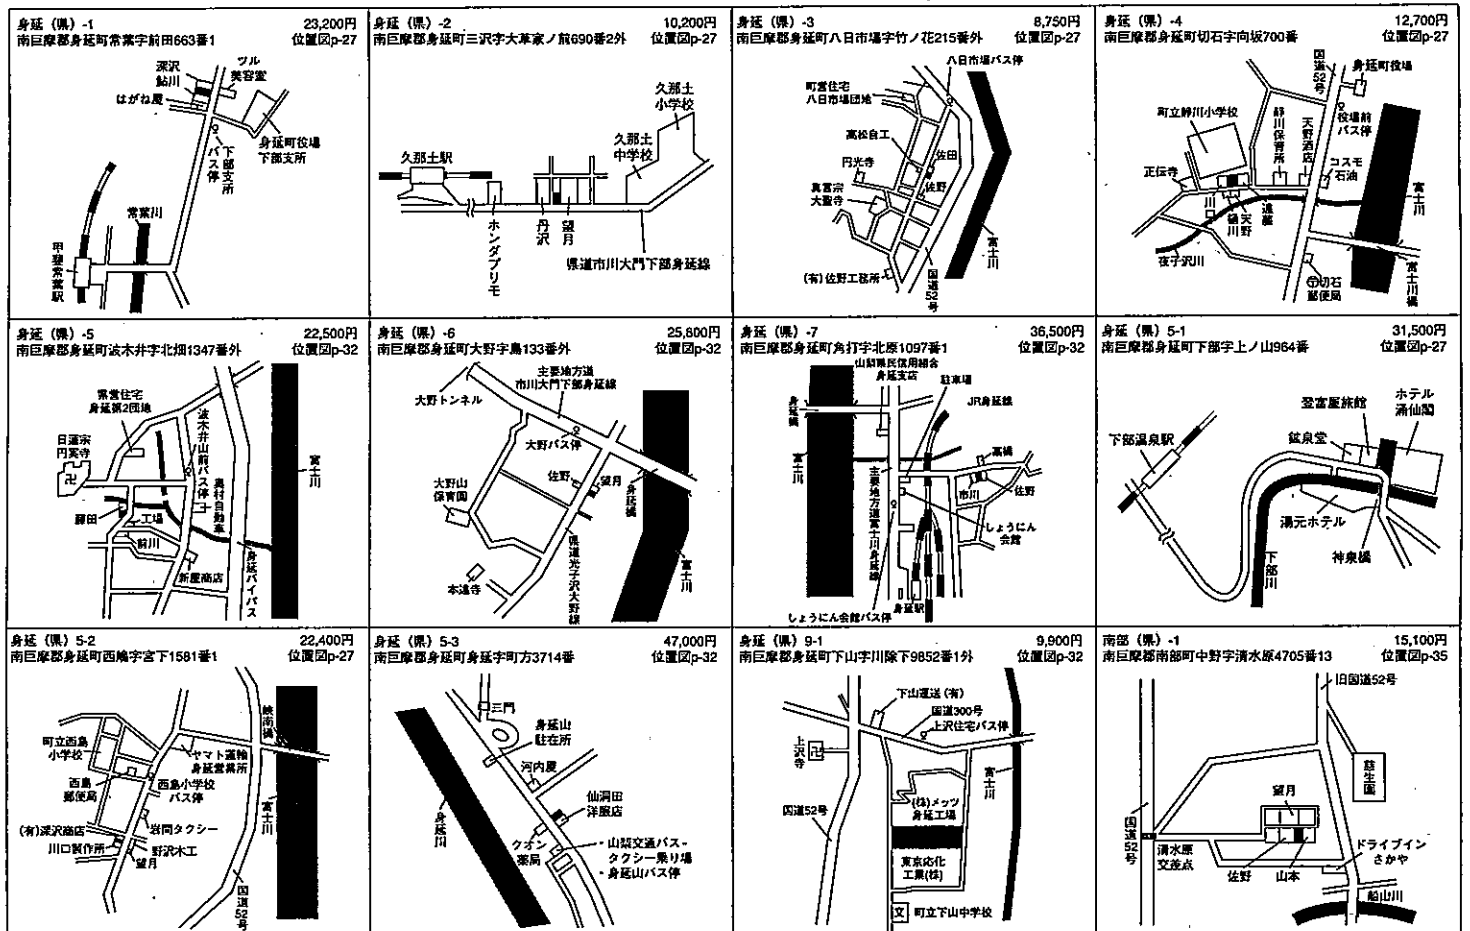 身延（県）-1
23,200円
南巨摩郡身延町常葉字前田663番1
位置図p-27
深沢
鮎川
ツル
美容室
はがね屋
身延町役場
下部支所
下部支所
バス停
常葉川
甲斐常葉駅
身延（県）-2
10,200円
南巨摩郡身延町三沢字大草家ノ前690番2外
位置図p-27
久那土
小学校
久那土
中学校
久那土駅
ホンダプリモ
丹沢
望月
県道市川大門下部身延線
身延（県）-3
8,750円
南巨摩郡身延町八日市場字竹ノ花215番外
位置図p-27
八日市場バス停
町営住宅
八日市場団地
高松自工
佐田
円光寺
佐野
真言宗
大聖寺
富士川
(有)佐野工務所
国道52号
身延（県）-4
12,700円
南巨摩郡身延町切石字向坂700番
位置図p-27
国道52号
身延町役場
町立静川小学校
役場前
バス停
静川保育所
天野酒店
コスモ
石油
正伝寺
遠藤
天野
樋川
富士川
夜子沢川
〒切石
郵便局
富士川橋
身延（県）-5
22,500円
南巨摩郡身延町波木井字北畑1347番外
位置図p-32
県営住宅
身延第2団地
波木井山前バス停
日蓮宗
円実寺
富士川
奥村自動車
藤田
工場
前川
新屋商店
身延バイパス
身延（県）-6
25,800円
南巨摩郡身延町大野字島133番外
位置図p-32
主要地方道
市川大門下部身延線
大野トンネル
大野バス停
佐野
望月
大野山
保育園
身延橋
富士川
県道光子沢大野線
本遠寺
身延（県）-7
36,500円
南巨摩郡身延町角打字北原1097番1
位置図p-32
山梨県民信用組合
身延支店
駐車場
JR身延線
身延橋
富士川
高橋
市川
佐野
主要地方道富士川身延線
しょうにん
会館
身延駅
しょうにん会館バス停
身延（県）5-1
31,500円
南巨摩郡身延町下部字上ノ山964番
位置図p-27
ホテル
涌仙閣
登富屋旅館
鉱泉堂
下部温泉駅
湯元ホテル
神泉橋
下部川
身延（県）5-2
22,400円
南巨摩郡身延町西嶋字宮下1581番1
位置図p-27
峡南橋
町立西島
小学校
ヤマト運輸
身延営業所
西島
郵便局
西島小学校
バス停
岩間タクシー
(有)深沢商店
川口製作所
野沢木工
望月
富士川
国道52号
身延（県）5-3
47,000円
南巨摩郡身延町身延字町方3714番
位置図p-32
三門
身延山
駐在所
河内屋
仙洞田
洋服店
身延川
クオン
薬局
山梨交通バス・
タクシー乗り場
身延山バス停
身延（県）9-1
9,900円
南巨摩郡身延町下山字川除下9852番1外
位置図p-32
下山運送(有)
国道300号
上沢住宅バス停
上沢寺
富士川
国道52号
(株)メッツ
身延工場
東京応化
工業(株)
文
町立下山中学校
南部（県）-1
15,100円
南巨摩郡南部町中野字清水原4705番13
位置図p-35
旧国道52号
慈生園
望月
国道52号
清水原
交差点
佐野
山本
ドライブイン
さかや
船山川